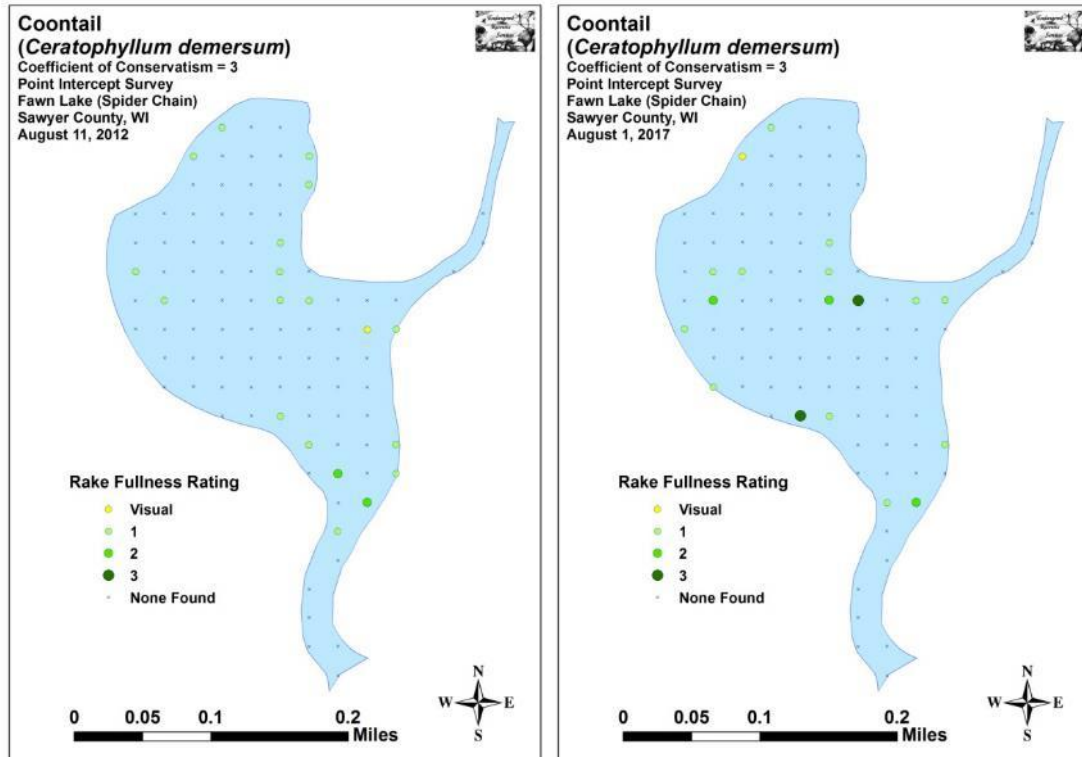 Coontail
(Ceratophyllum demersum)
Coefficient of Conservatism = 3
Point Intercept Survey
Fawn Lake (Spider Chain)
Sawyer County, WI
August 11, 2012
Rake Fullness Rating
Visual
1
2
3
None Found
0 0.05 0.1 0.2
Miles
N
W E
S
Coontail
(Ceratophyllum demersum)
Coefficient of Conservatism = 3
Point Intercept Survey
Fawn Lake (Spider Chain)
Sawyer County, WI
August 1, 2017
Rake Fullness Rating
Visual
1
2
3
None Found
0 0.05 0.1 0.2
Miles
N
W E
S